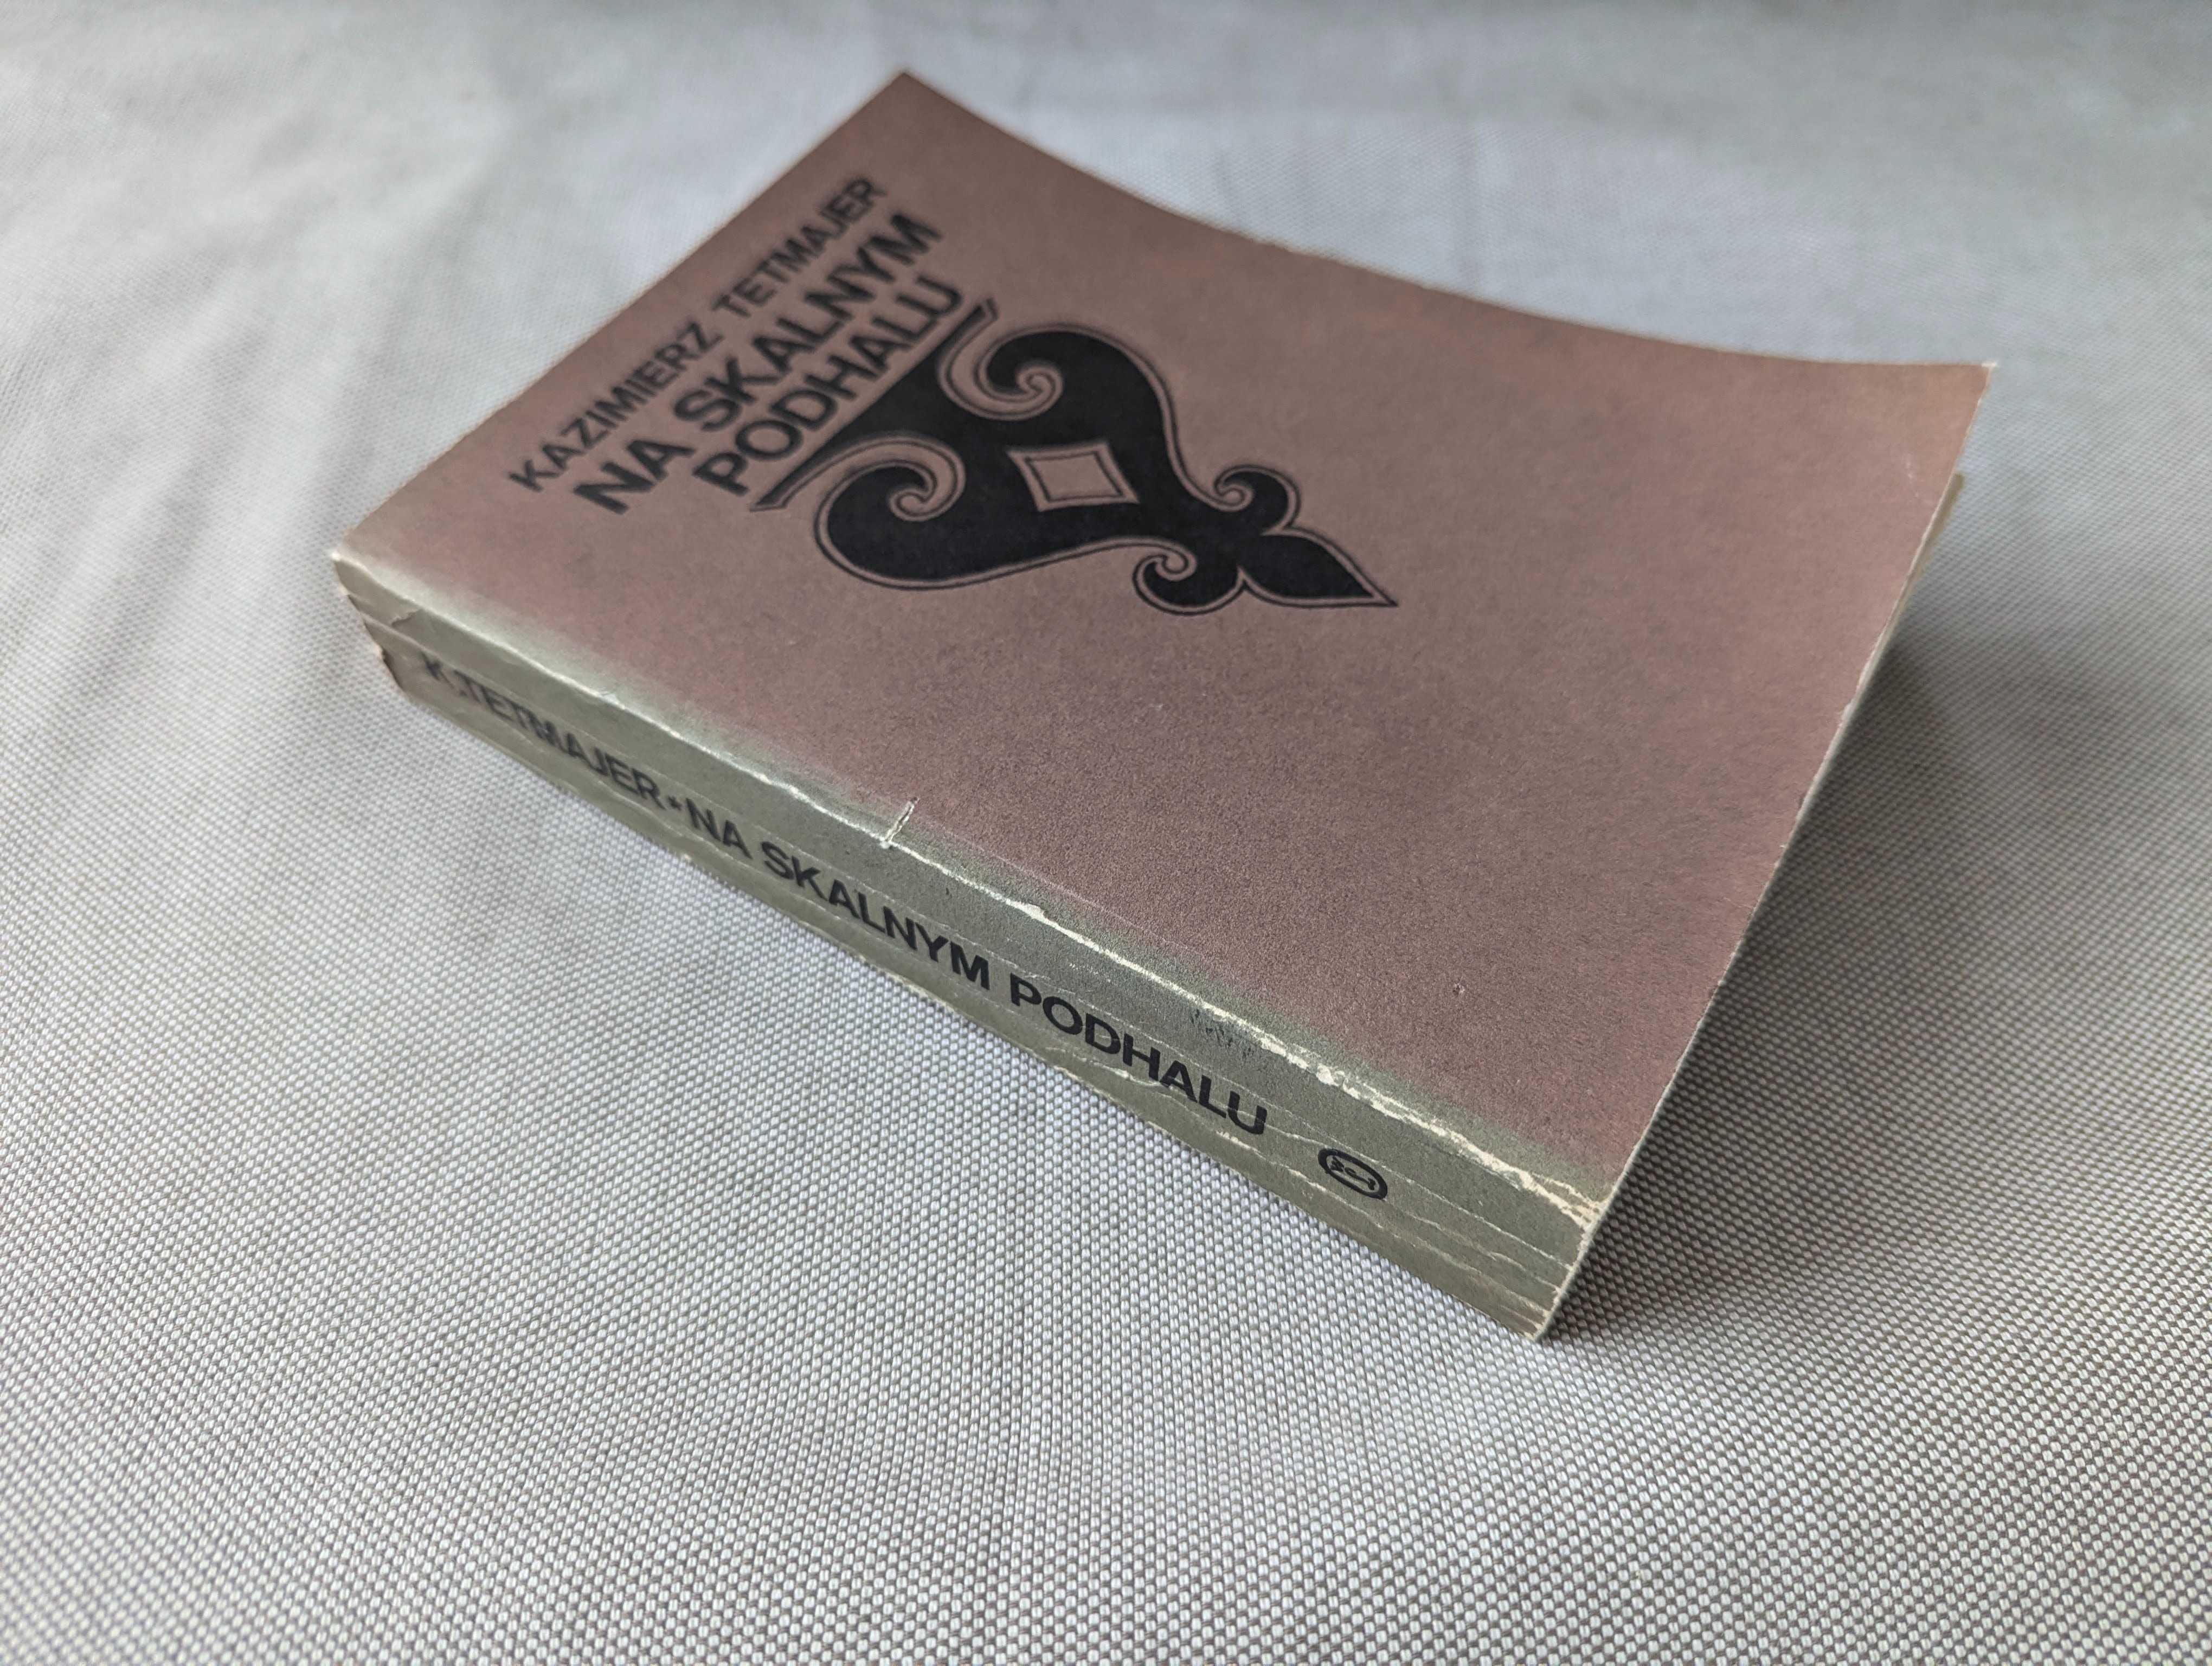 KAZIMIERZ TETMAJER
NA SKALNYM
PODHALU
K.TETMAJER*NA SKALNYM PODHALU